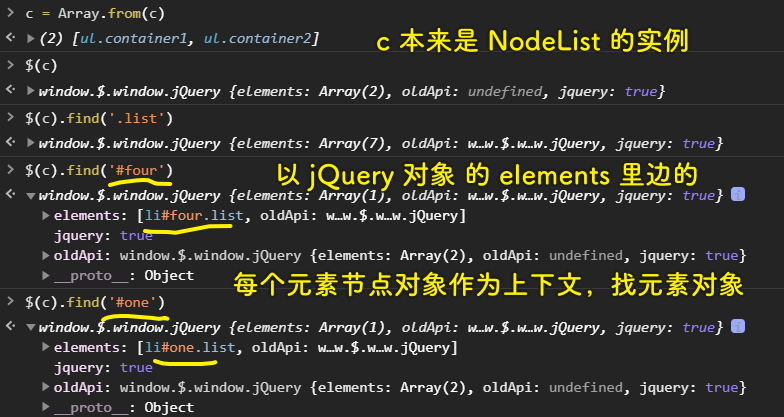 > c = Array.from(c)
<· ▶(2) [ul.container1, ul.container2]
c 本来是 NodeList 的实例
> $(c)
<· ▶window.$.window.jQuery {elements: Array(2), oldApi: undefined, jquery: true}
> $(c).find('.list')
<· ▶window.$.window.jQuery {elements: Array(7), oldApi: w…w.$.w…w.jQuery, jquery: true}
> $(c).find('#four')
以 jQuery 对象 的 elements 里边的
<· ▼window.$.window.jQuery {elements: Array(1), oldApi: w…w.$.w…w.jQuery, jquery: true} i
▶elements: [li#four.list, oldApi: w…w.$.w…w.jQuery]
jquery: true
▶oldApi: window.$.window.jQuery {elements: Array(2), oldApi: undefined, jquery: true}
▶__proto__: Object
每个元素节点对象作为上下文，找元素对象
> $(c).find('#one')
<· ▼window.$.window.jQuery {elements: Array(1), oldApi: w…w.$.w…w.jQuery, jquery: true} i
▶elements: [li#one.list, oldApi: w…w.$.w…w.jQuery]
jquery: true
▶oldApi: window.$.window.jQuery {elements: Array(2), oldApi: undefined, jquery: true}
▶__proto__: Object